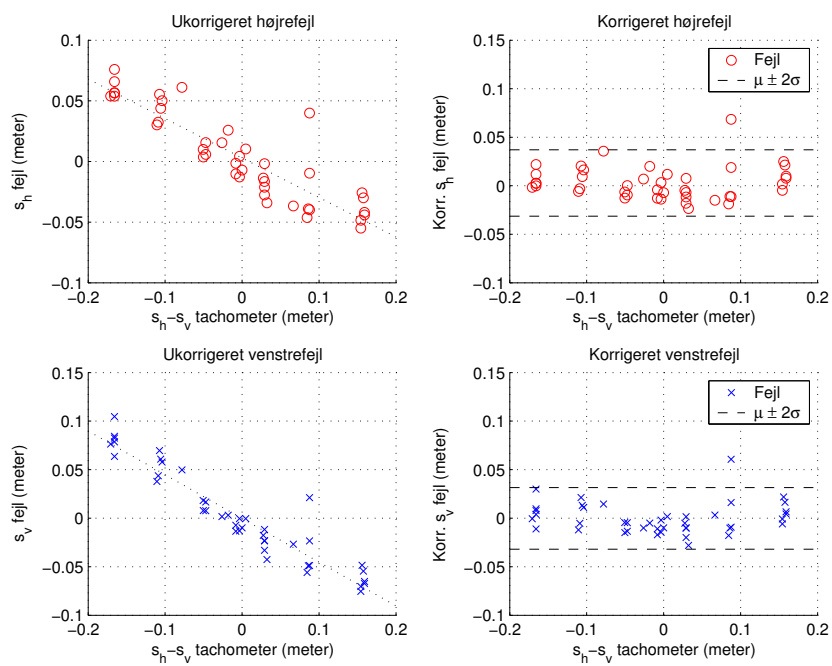 Ukorrigeret højrefejl
0.1
0.05
0
−0.05
−0.1
−0.2 −0.1 0 0.1 0.2
s_h fejl (meter)
s_h−s_v tachometer (meter)
Korrigeret højrefejl
0.15
0.1
0.05
0
−0.05
−0.1
−0.2 −0.1 0 0.1 0.2
Korr. s_h fejl (meter)
s_h−s_v tachometer (meter)
Fejl
μ ± 2σ
Ukorrigeret venstrefejl
0.15
0.1
0.05
0
−0.05
−0.1
−0.2 −0.1 0 0.1 0.2
s_v fejl (meter)
s_h−s_v tachometer (meter)
Korrigeret venstrefejl
0.15
0.1
0.05
0
−0.05
−0.1
−0.2 −0.1 0 0.1 0.2
Korr. s_v fejl (meter)
s_h−s_v tachometer (meter)
Fejl
μ ± 2σ